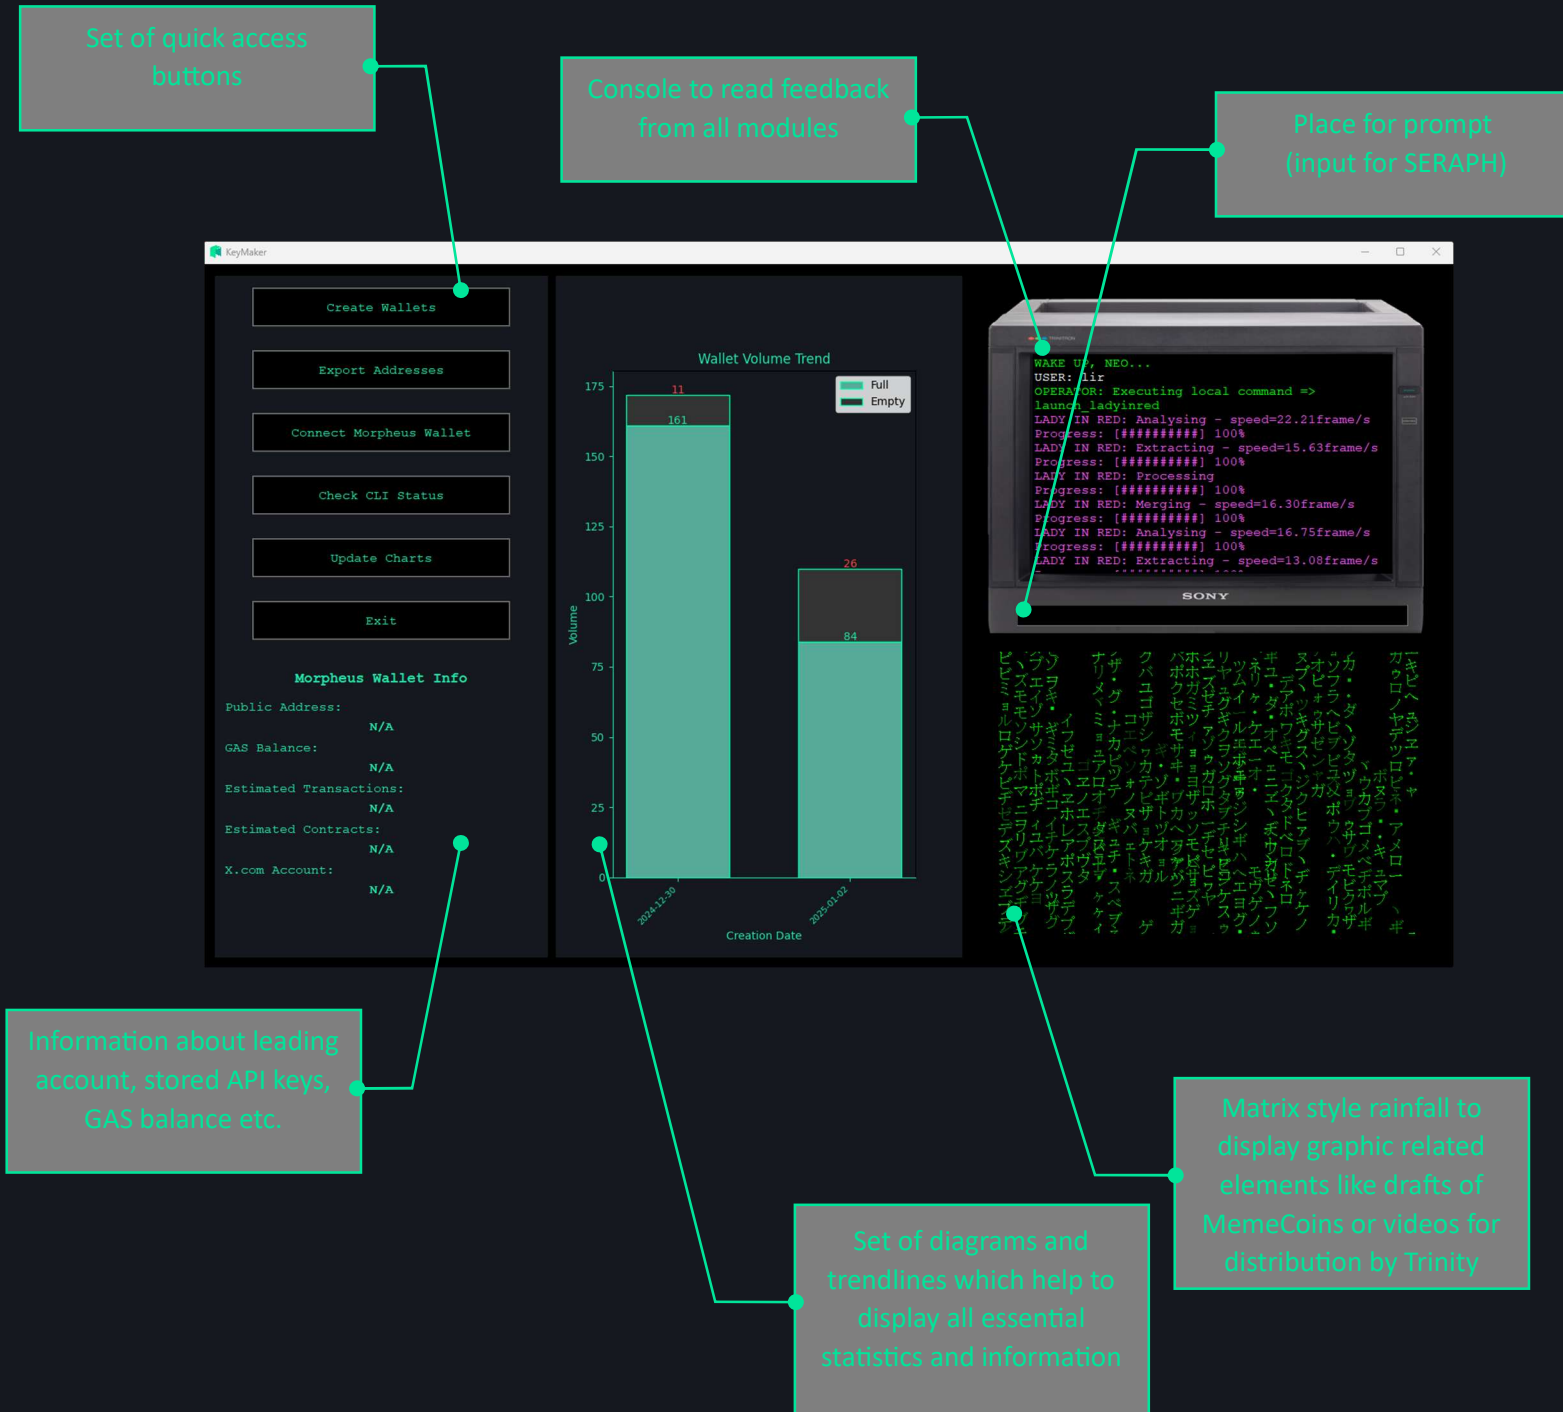 Set of quick access
buttons
Console to read feedback
from all modules
Place for prompt
(input for SERAPH)
KeyMaker
Create Wallets
Export Addresses
Connect Morpheus Wallet
Check CLI Status
Update Charts
Exit
Morpheus Wallet Info
Public Address:
N/A
GAS Balance:
N/A
Estimated Transactions:
N/A
Estimated Contracts:
N/A
X.com Account:
N/A
Wallet Volume Trend
Full
Empty
175
150
125
100
75
50
25
0
Volume
11
161
26
84
2024-12-30
2025-01-02
Creation Date
TRINITRON
WAKE UP, NEO...
USER: lir
OPERATOR: Executing local command =>
launch_ladyinred
LADY IN RED: Analysing - speed=22.21frame/s
Progress: [##########] 100%
LADY IN RED: Extracting - speed=15.63frame/s
Progress: [##########] 100%
LADY IN RED: Processing
Progress: [##########] 100%
LADY IN RED: Merging - speed=16.30frame/s
Progress: [##########] 100%
LADY IN RED: Analysing - speed=16.75frame/s
Progress: [##########] 100%
LADY IN RED: Extracting - speed=13.08frame/s
SONY
Information about leading
account, stored API keys,
GAS balance etc.
Set of diagrams and
trendlines which help to
display all essential
statistics and information
Matrix style rainfall to
display graphic related
elements like drafts of
MemeCoins or videos for
distribution by Trinity